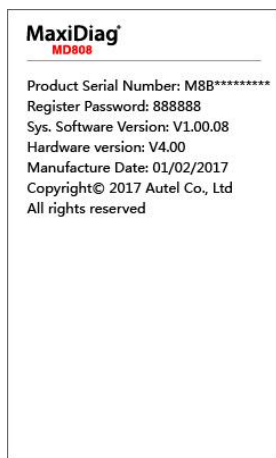 MaxiDiag
MD808
Product Serial Number: M8B*********
Register Password: 888888
Sys. Software Version: V1.00.08
Hardware version: V4.00
Manufacture Date: 01/02/2017
Copyright© 2017 Autel Co., Ltd
All rights reserved